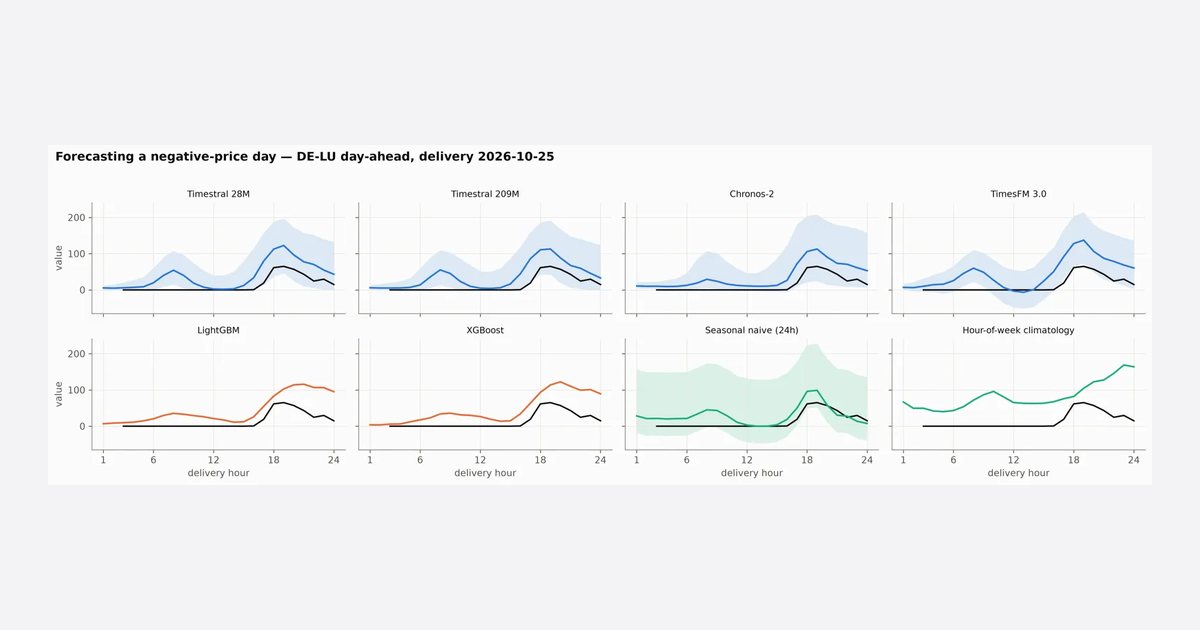 Forecasting a negative-price day — DE-LU day-ahead, delivery 2026-10-25
Timestral 28M
Timestral 209M
Chronos-2
TimesFM 3.0
value
200
100
0
LightGBM
XGBoost
Seasonal naive (24h)
Hour-of-week climatology
value
200
100
0
1 6 12 18 24
1 6 12 18 24
1 6 12 18 24
1 6 12 18 24
delivery hour
delivery hour
delivery hour
delivery hour